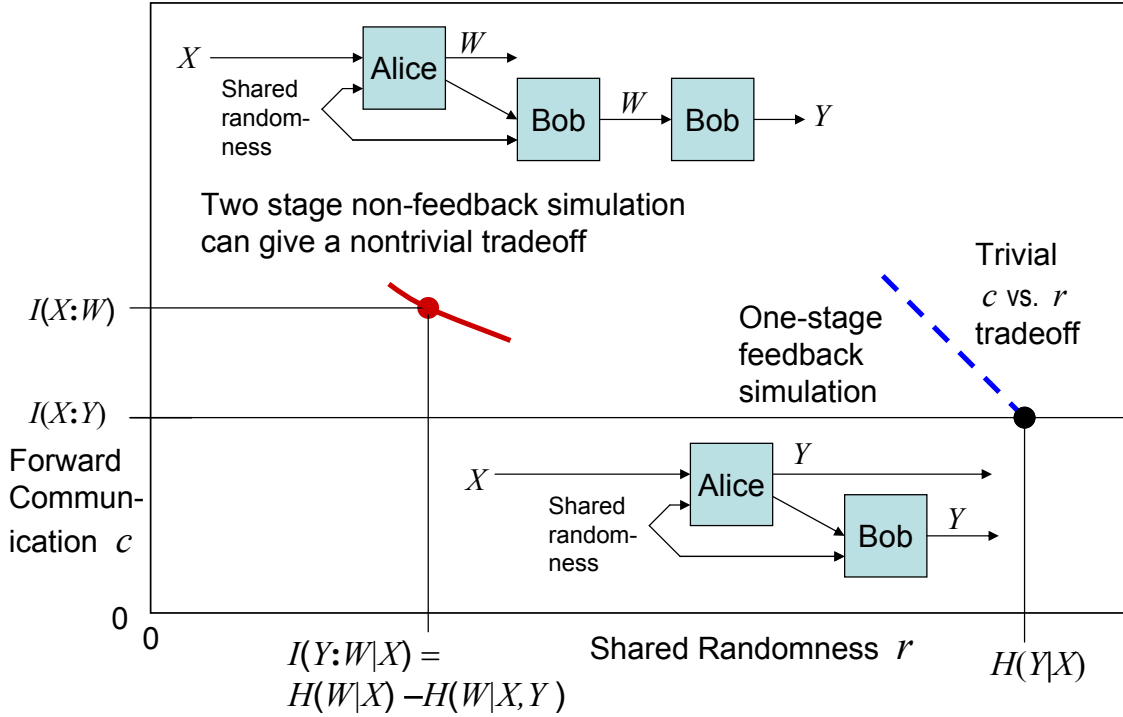 X
Alice
W
Shared
random-
ness
Bob
W
Bob
Y
Two stage non-feedback simulation
can give a nontrivial tradeoff
Trivial
c vs. r
tradeoff
One-stage
feedback
simulation
I(X:W)
I(X:Y)
Forward
Commun-
ication c
X
Alice
Y
Shared
random-
ness
Bob
Y
0
0
I(Y:W|X) =
H(W|X) –H(W|X,Y )
Shared Randomness r
H(Y|X)